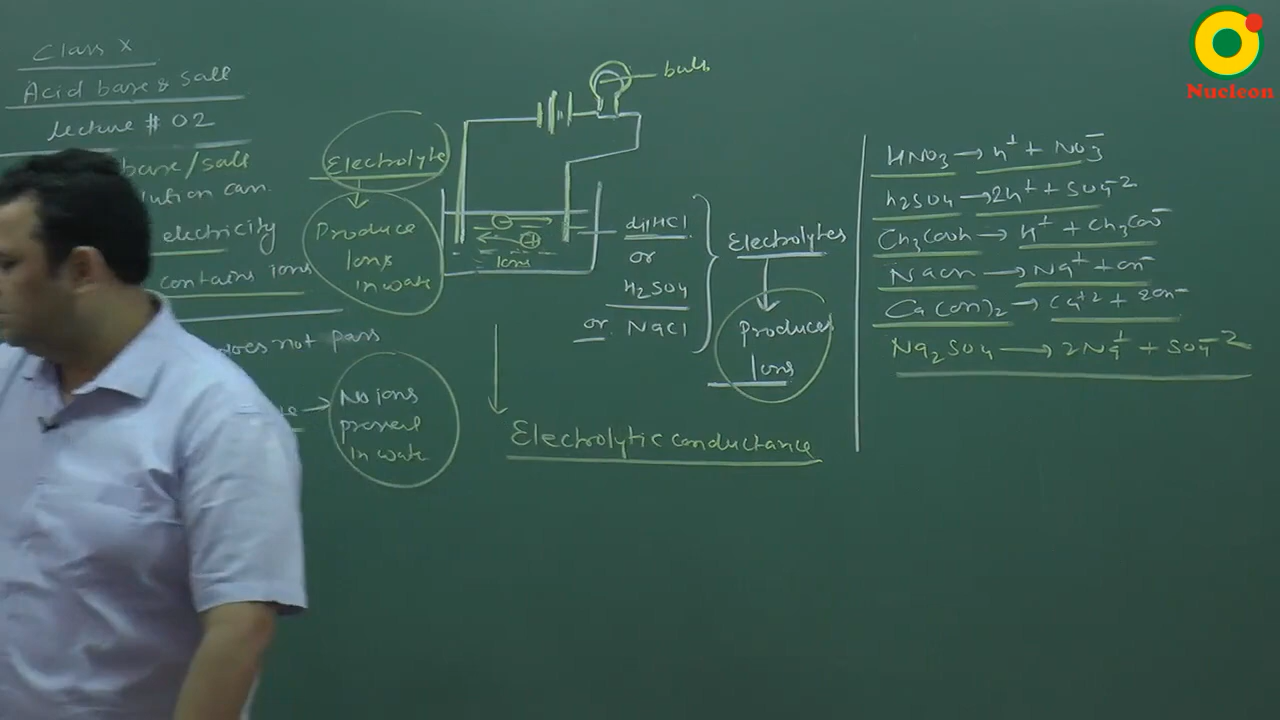 Class X
Acid base & salt
Lecture # 02
base/salt
lution can
electricity
contains ions
does not pass
No ions
present
in water
Electrolyte
Produce
Ions
in water
bulb
Ions
dil HCl
or
H2SO4
or NaCl
Electrolytes
Produces
Ions
Electrolytic conductance
HNO3 → H+ + NO3-
H2SO4 → 2H+ + SO4-2
CH3COOH → H+ + CH3COO-
NaOH → Na+ + OH-
Ca(OH)2 → Ca+2 + 2OH-
Na2SO4 → 2Na+ + SO4-2
Nucleon